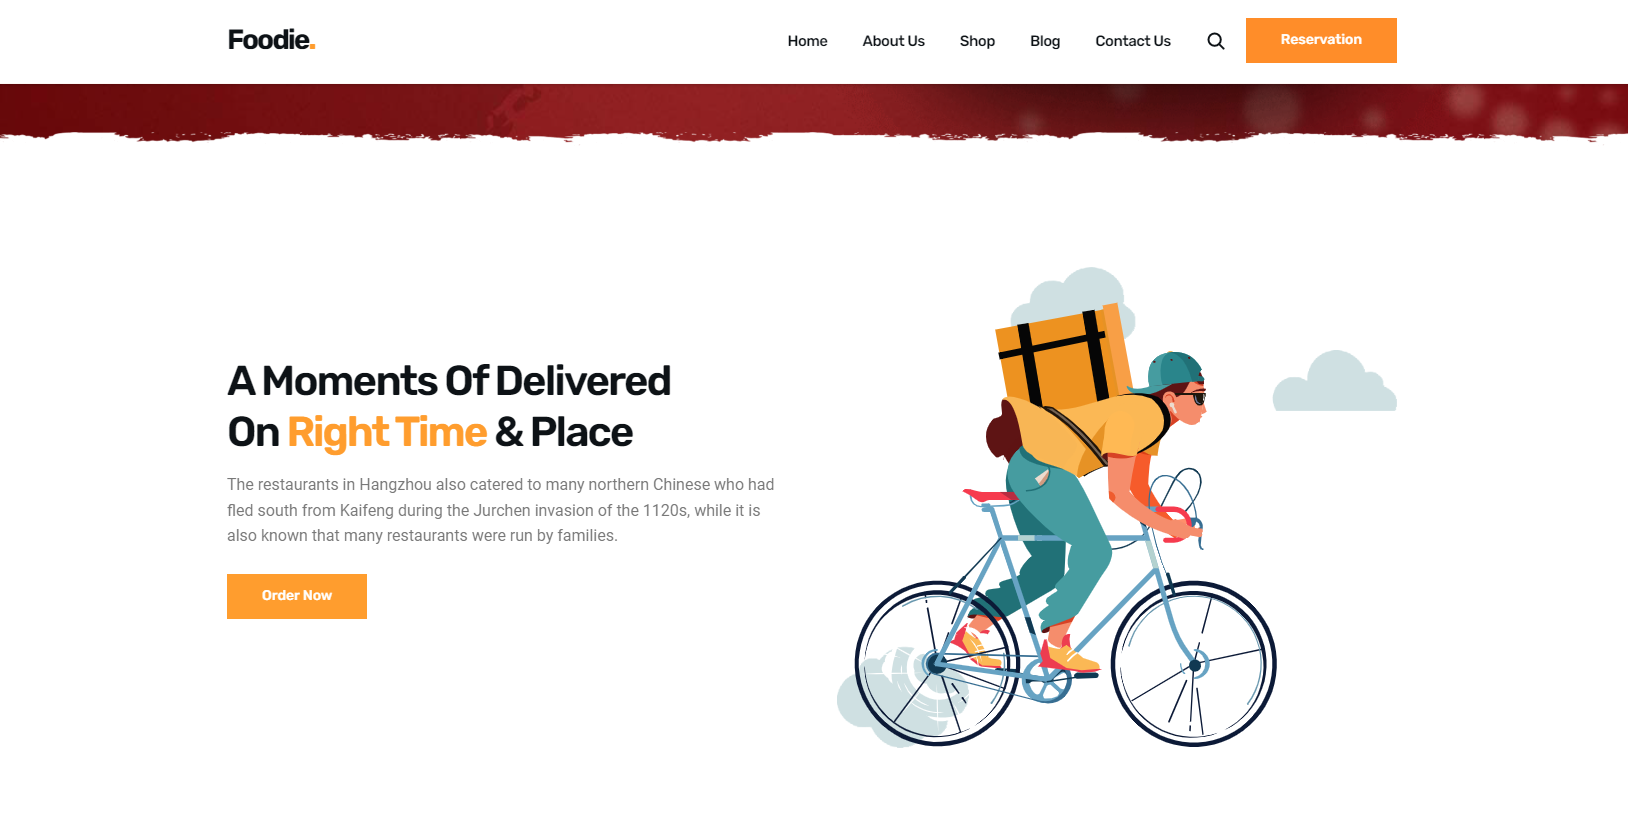 Foodie.
Home About Us Shop Blog Contact Us Reservation
A Moments Of Delivered
On Right Time & Place
The restaurants in Hangzhou also catered to many northern Chinese who had
fled south from Kaifeng during the Jurchen invasion of the 1120s, while it is
also known that many restaurants were run by families.
Order Now